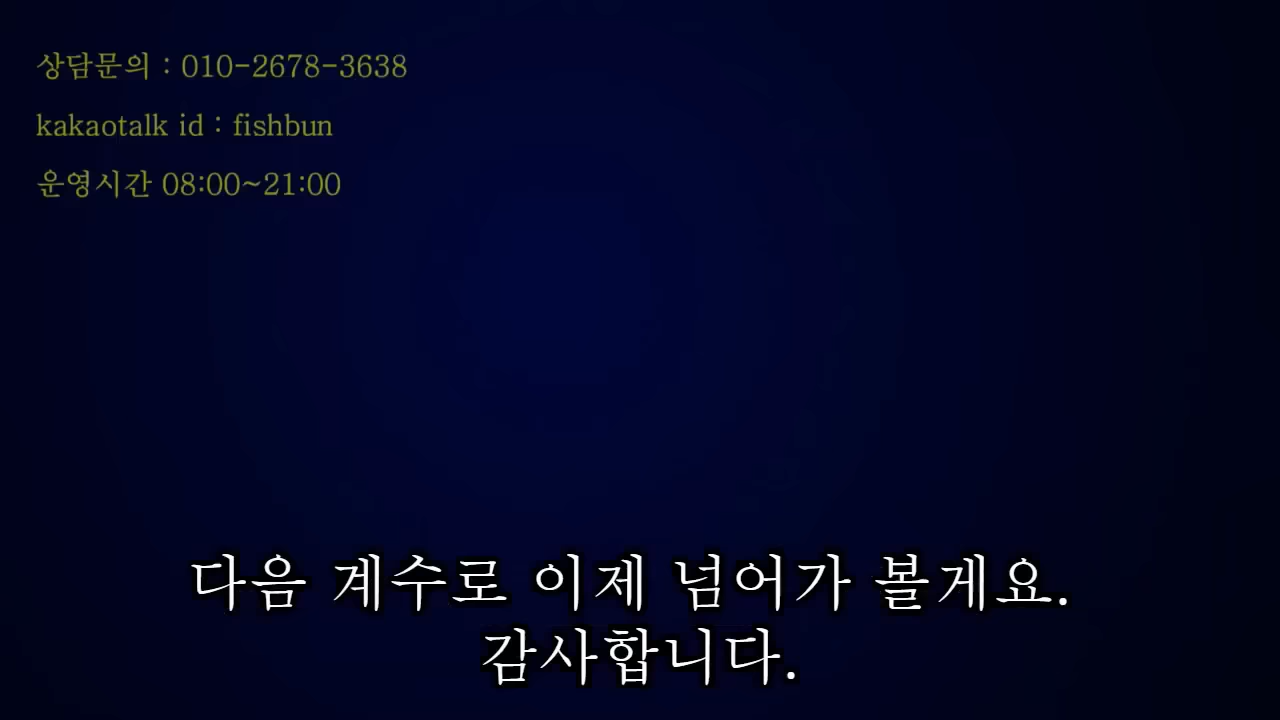 상담문의 : 010-2678-3638
kakaotalk id : fishbun
운영시간 08:00~21:00
다음 계수로 이제 넘어가 볼게요.
감사합니다.